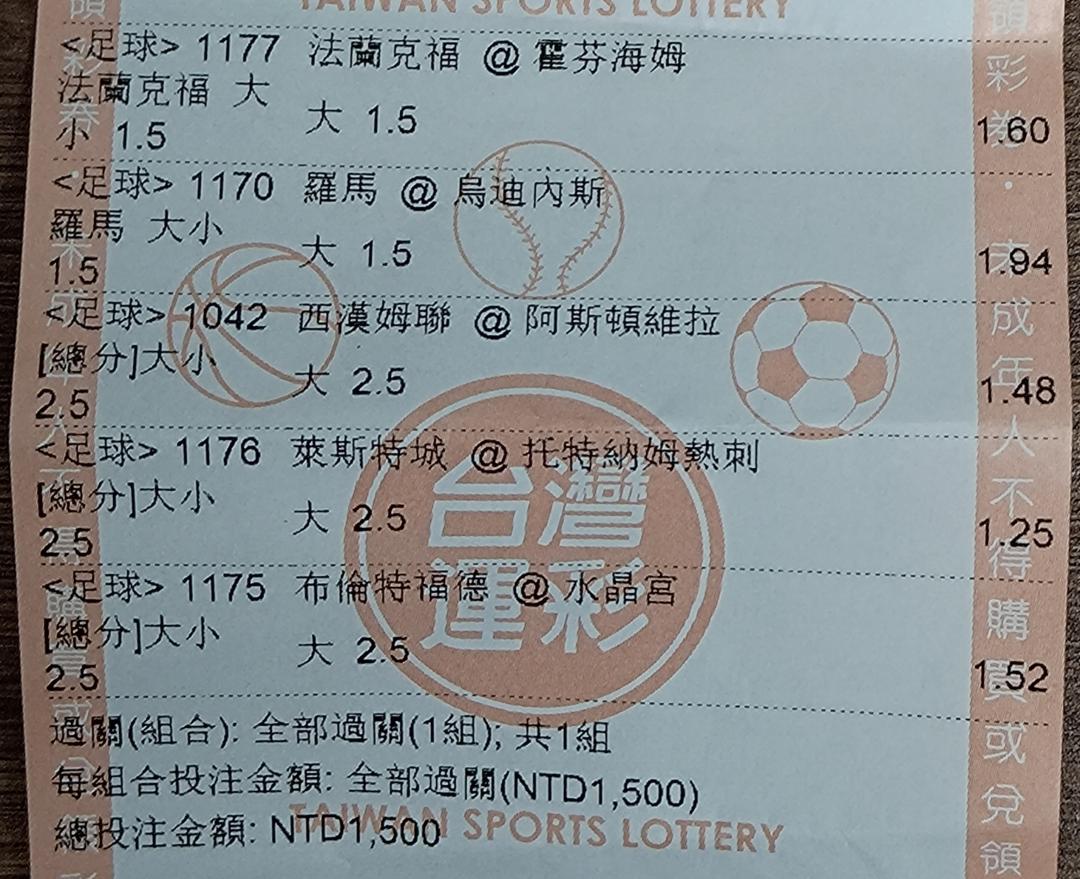 TAIWAN SPORTS LOTTERY
<足球> 1177 法蘭克福 @ 霍芬海姆
法蘭克福 大
小 1.5 大 1.5 1.60
<足球> 1170 羅馬 @ 烏迪內斯
羅馬 大小
1.5 大 1.5 1.94
<足球> 1042 西漢姆聯 @ 阿斯頓維拉
[總分]大小
2.5 大 2.5 1.48
<足球> 1176 萊斯特城 @ 托特納姆熱刺
[總分]大小
2.5 大 2.5 1.25
<足球> 1175 布倫特福德 @ 水晶宮
[總分]大小
2.5 大 2.5 1.52
過關(組合): 全部過關(1組); 共1組
每組合投注金額: 全部過關(NTD1,500)
總投注金額: NTD1,500
TAIWAN SPORTS LOTTERY
台灣
運彩
領彩券・未成年人不得購買或兌領